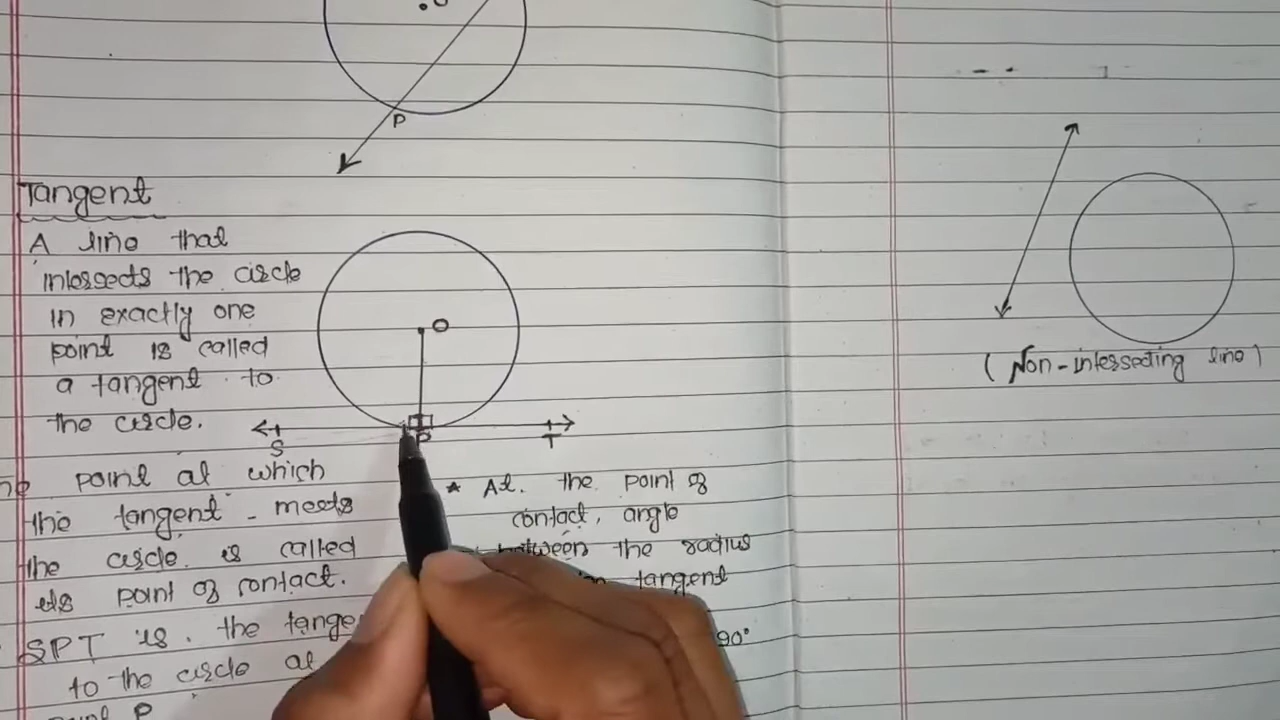 O
P
Tangent
A line that
intersects the circle
in exactly one
point is called
a tangent to
the circle.
O
S
P
T
point at which
the tangent meets
the circle is called
its point of contact.
SPT is the
to the circle at
P
* At the point of
contact, angle
between the radius
tangent
90°
(Non-intersecting line)